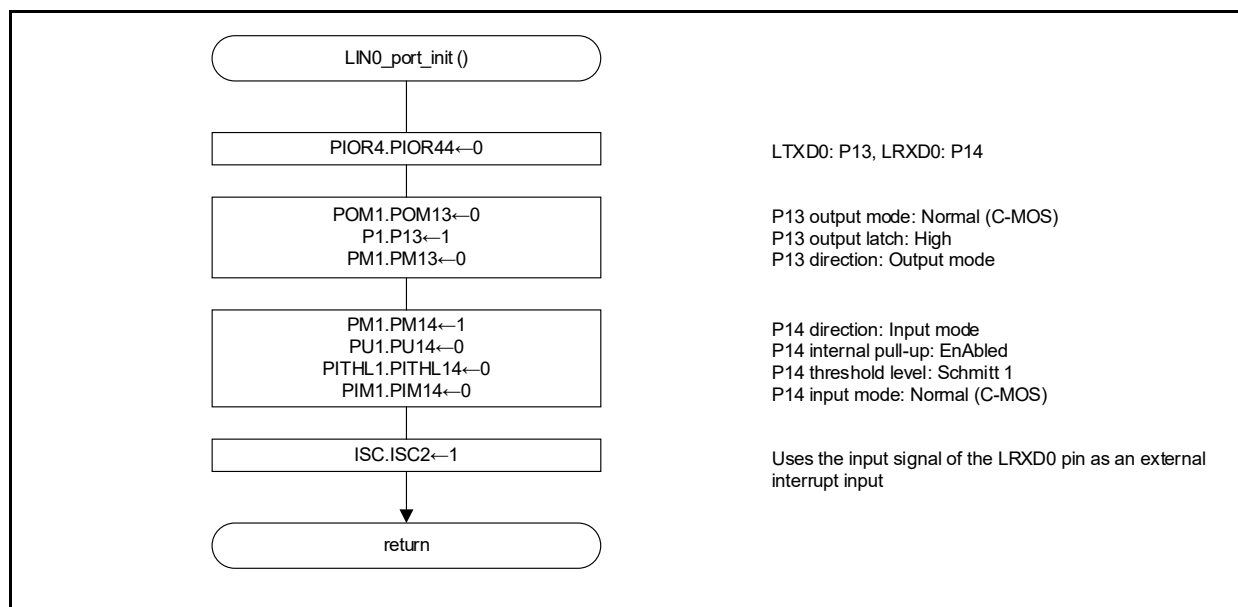 LIN0_port_init ()
PIOR4.PIOR44←0
LTXD0: P13, LRXD0: P14
POM1.POM13←0
P13 output mode: Normal (C-MOS)
P1.P13←1
P13 output latch: High
PM1.PM13←0
P13 direction: Output mode
PM1.PM14←1
P14 direction: Input mode
PU1.PU14←0
P14 internal pull-up: EnAbled
PITHL1.PITHL14←0
P14 threshold level: Schmitt 1
PIM1.PIM14←0
P14 input mode: Normal (C-MOS)
ISC.ISC2←1
Uses the input signal of the LRXD0 pin as an external
interrupt input
return